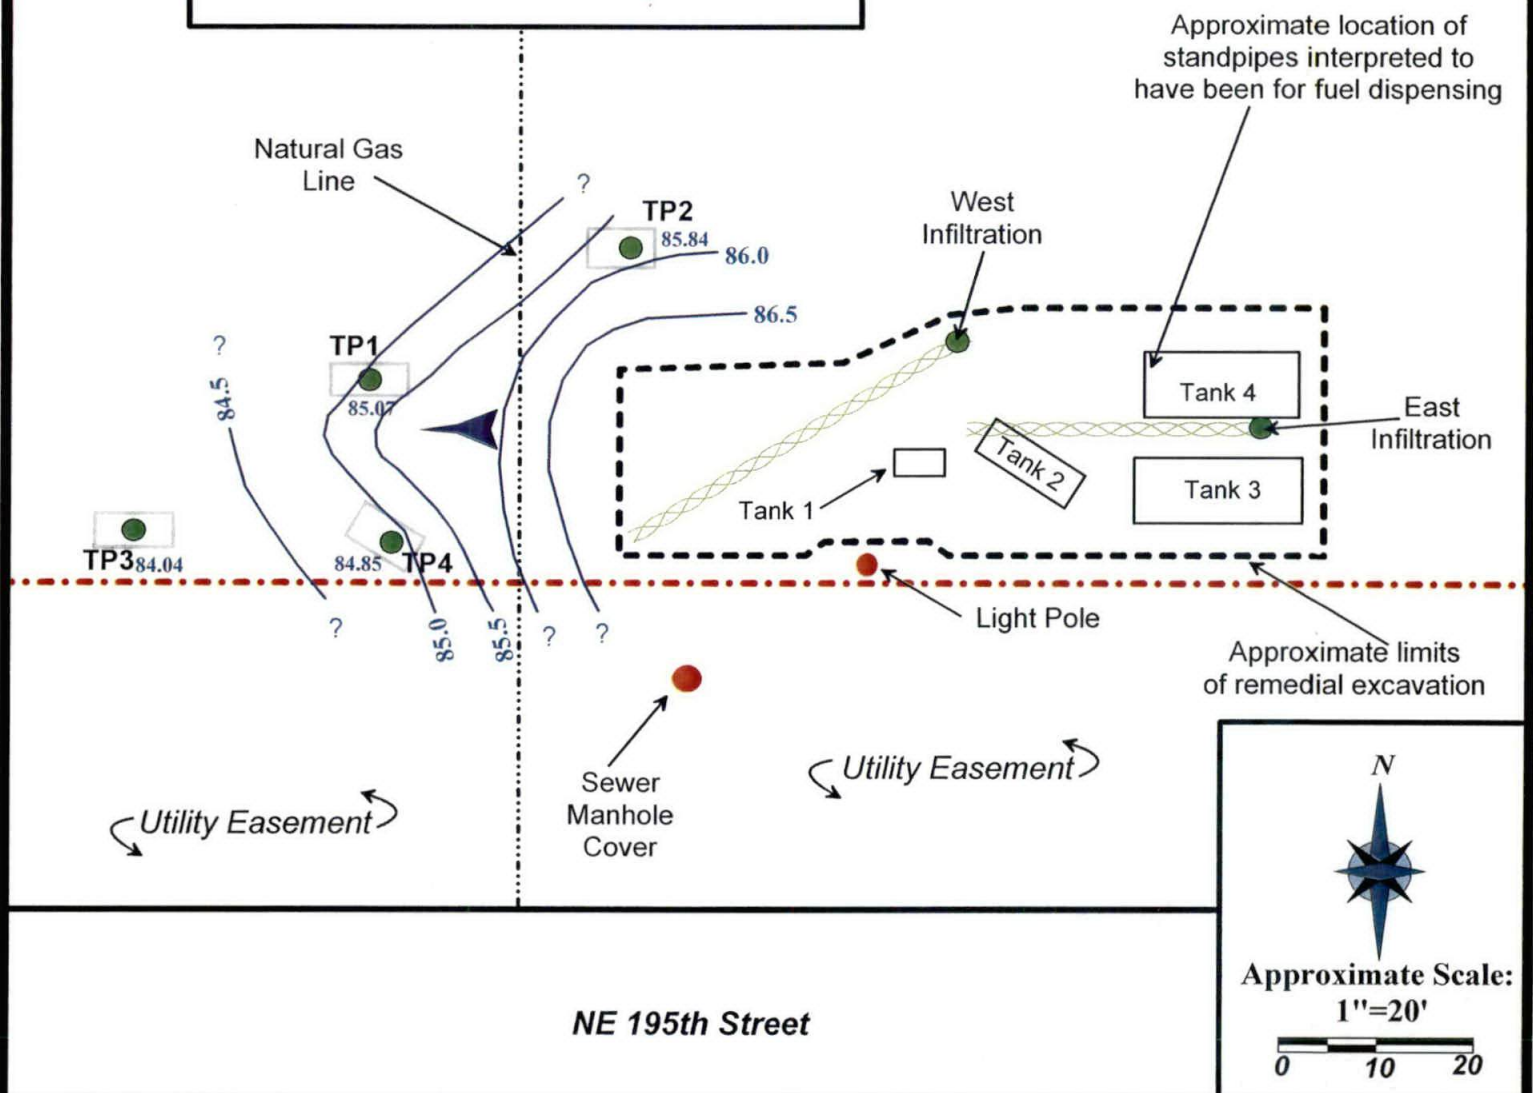 Approximate location of
standpipes interpreted to
have been for fuel dispensing
Natural Gas
Line
?
TP2
85.84
86.0
West
Infiltration
86.5
?
84.5
TP1
85.07
Tank 4
East
Infiltration
Tank 2
Tank 1
Tank 3
TP3
84.04
84.85
TP4
?
85.0
85.5
?
?
Light Pole
Approximate limits
of remedial excavation
Sewer
Manhole
Cover
Utility Easement
Utility Easement
N
Approximate Scale:
1"=20'
0 10 20
NE 195th Street